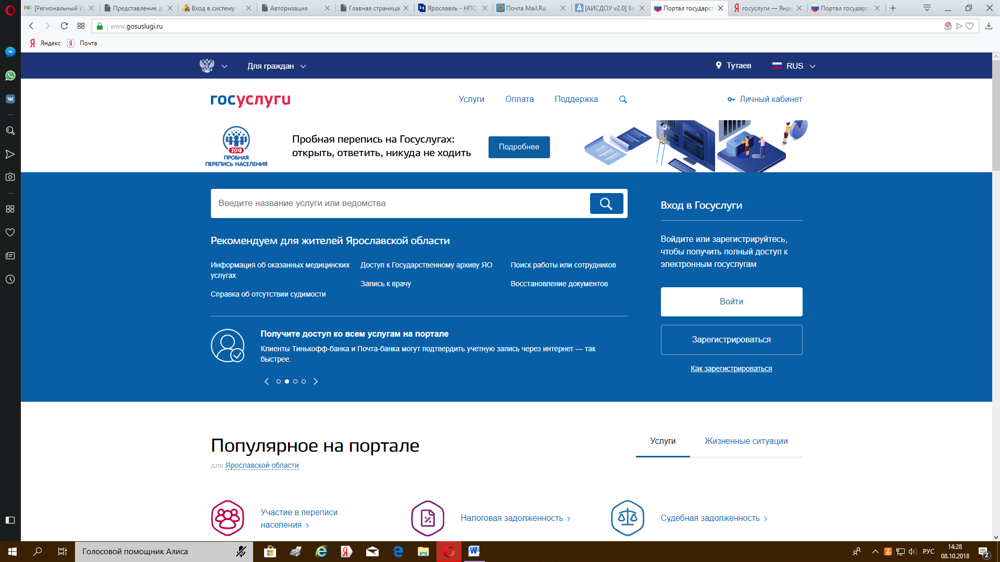 [Региональный И
Представление д
Вход в систему
Авторизация
Главная страница
Ярославль - НПО
Почта Mail.Ru
[АИСДОУ v2.0] Ве
Портал государст
госуслуги — Янде
Портал государст
www.gosuslugi.ru
Яндекс
Почта
Для граждан
Тутаев
RUS
госуслуги
Услуги
Оплата
Поддержка
Личный кабинет
2018
ПРОБНАЯ
ПЕРЕПИСЬ НАСЕЛЕНИЯ
Пробная перепись на Госуслугах:
открыть, ответить, никуда не ходить
Подробнее
Введите название услуги или ведомства
Рекомендуем для жителей Ярославской области
Информация об оказанных медицинских
услугах
Справка об отсутствии судимости
Доступ к Государственному архиву ЯО
Запись к врачу
Поиск работы или сотрудников
Восстановление документов
Получите доступ ко всем услугам на портале
Клиенты Тинькофф-банка и Почта-банка могут подтвердить учетную запись через интернет — так
быстрее.
Вход в Госуслуги
Войдите или зарегистрируйтесь,
чтобы получить полный доступ к
электронным госуслугам
Войти
Зарегистрироваться
Как зарегистрироваться
Популярное на портале
для Ярославской области
Услуги
Жизненные ситуации
Участие в переписи
населения
Налоговая задолженность
Судебная задолженность
Голосовой помощник Алиса
РУС
14:28
08.10.2018
2